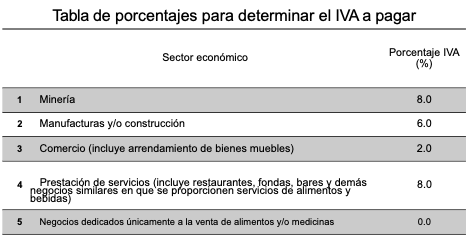 Tabla de porcentajes para determinar el IVA a pagar
Sector económico
Porcentaje IVA
(%)
1 Minería 8.0
2 Manufacturas y/o construcción 6.0
3 Comercio (incluye arrendamiento de bienes muebles) 2.0
4 Prestación de servicios (incluye restaurantes, fondas, bares y demás
negocios similares en que se proporcionen servicios de alimentos y
bebidas) 8.0
5 Negocios dedicados únicamente a la venta de alimentos y/o medicinas 0.0